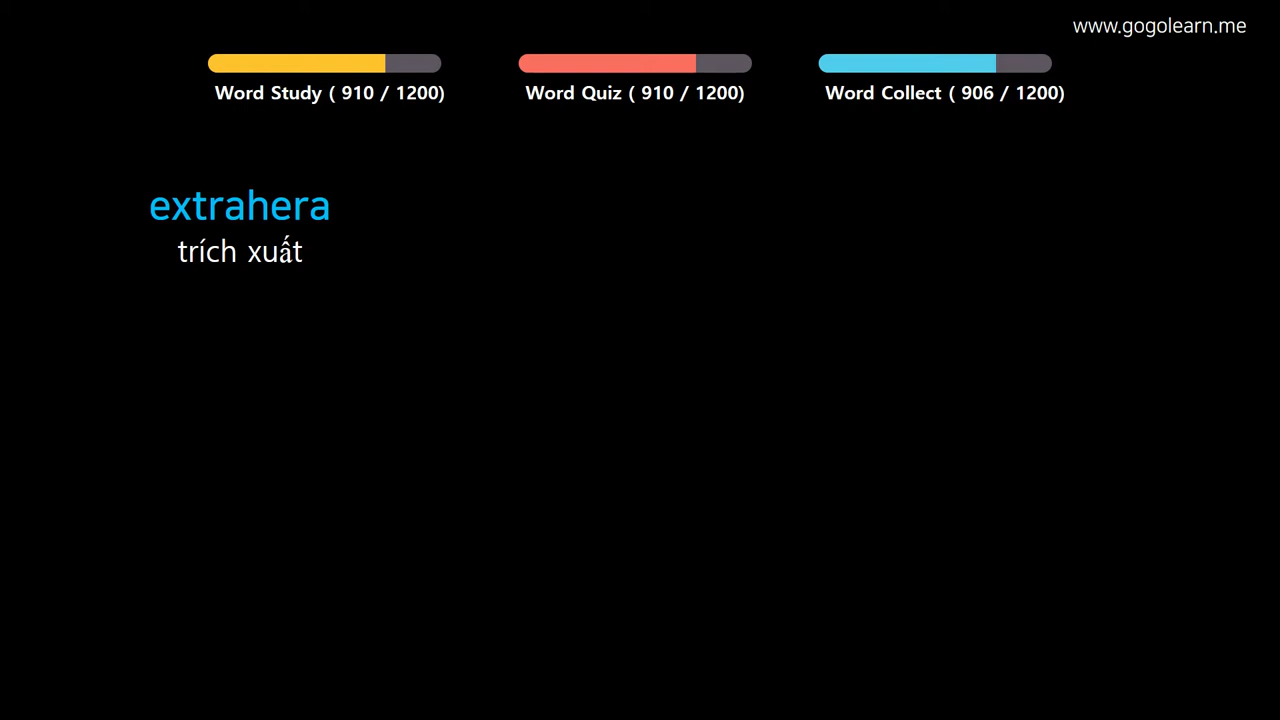 www.gogolearn.me
Word Study ( 910 / 1200)
Word Quiz ( 910 / 1200)
Word Collect ( 906 / 1200)
extrahera
trích xuất